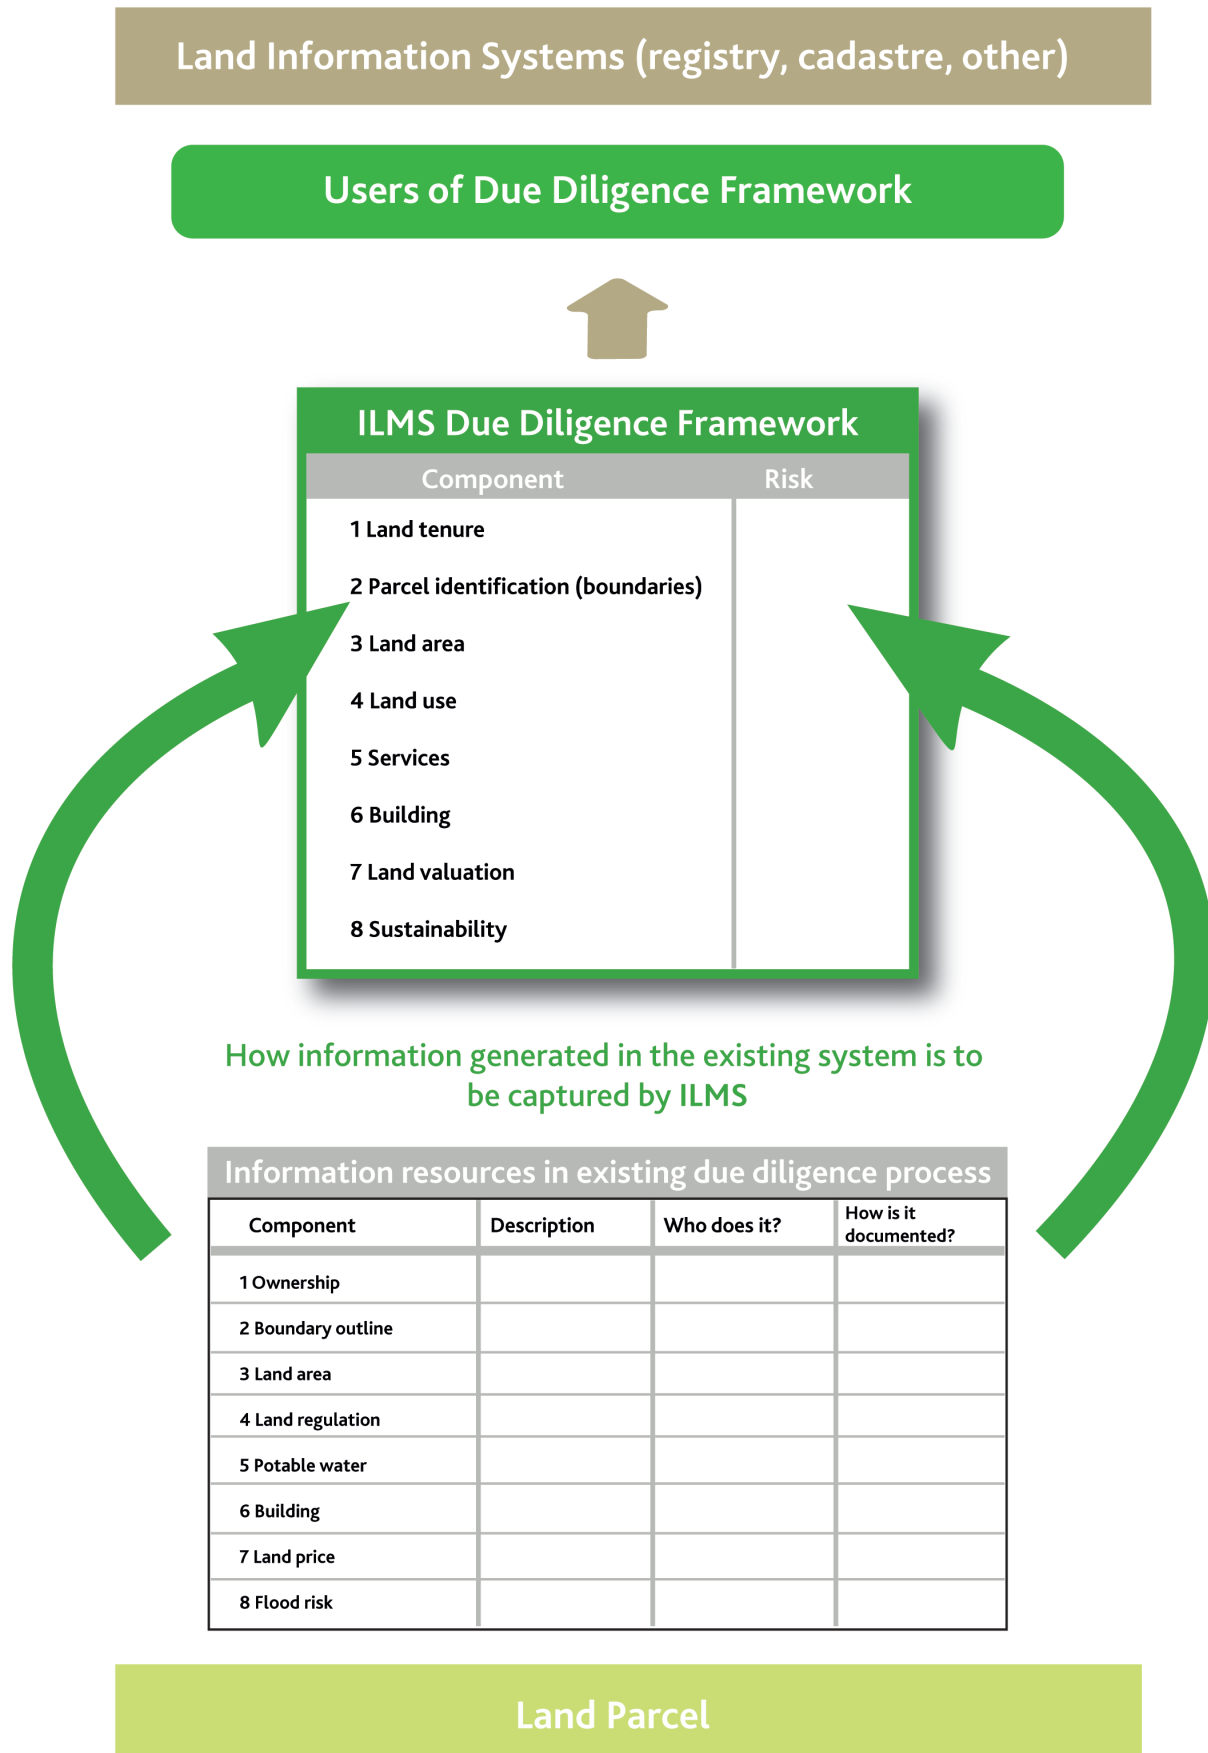 Land Information Systems (registry, cadastre, other)
Users of Due Diligence Framework
ILMS Due Diligence Framework
Component Risk
1 Land tenure
2 Parcel identification (boundaries)
3 Land area
4 Land use
5 Services
6 Building
7 Land valuation
8 Sustainability
How information generated in the existing system is to
be captured by ILMS
Information resources in existing due diligence process
Component Description Who does it? How is it
documented?
1 Ownership
2 Boundary outline
3 Land area
4 Land regulation
5 Potable water
6 Building
7 Land price
8 Flood risk
Land Parcel